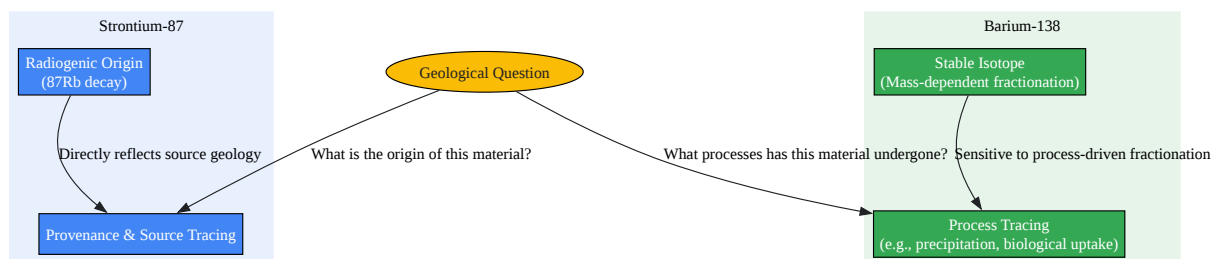 Strontium-87
Barium-138
Radiogenic Origin
(87Rb decay)
Geological Question
Stable Isotope
(Mass-dependent fractionation)
Directly reflects source geology
What is the origin of this material?
What processes has this material undergone?
Sensitive to process-driven fractionation
Provenance & Source Tracing
Process Tracing
(e.g., precipitation, biological uptake)